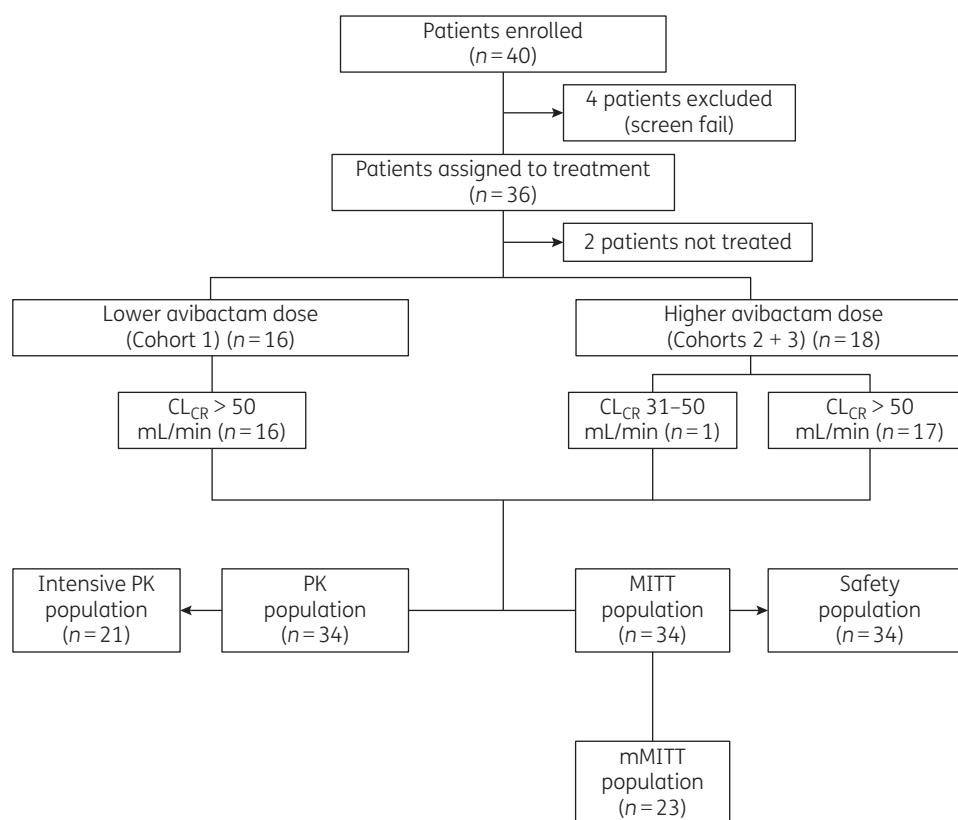 Patients enrolled
(n = 40)
4 patients excluded
(screen fail)
Patients assigned to treatment
(n = 36)
2 patients not treated
Lower avibactam dose
(Cohort 1) (n = 16)
Higher avibactam dose
(Cohorts 2 + 3) (n = 18)
CLCR > 50
mL/min (n = 16)
CLCR 31–50
mL/min (n = 1)
CLCR > 50
mL/min (n = 17)
Intensive PK
population
(n = 21)
PK
population
(n = 34)
MITT
population
(n = 34)
Safety
population
(n = 34)
mMITT
population
(n = 23)